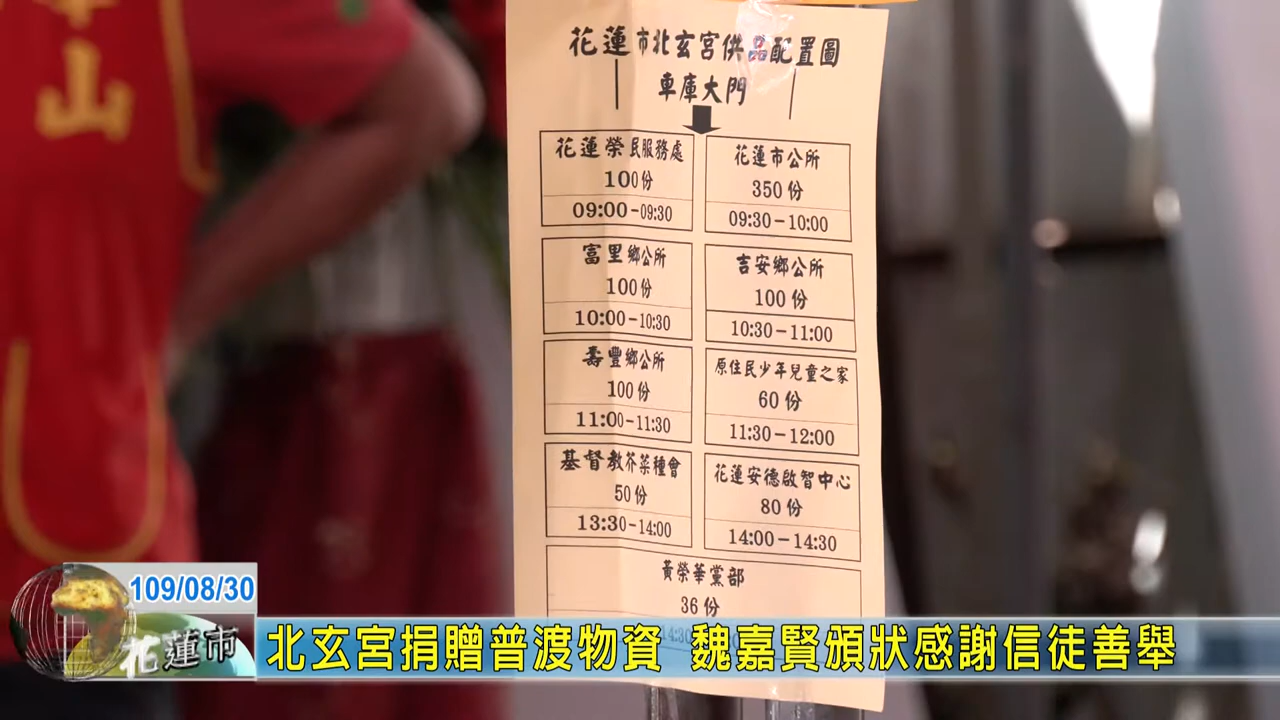 山
花蓮市北玄宮供品配置圖
車庫大門
花蓮榮民服務處
100份
09:00-09:30
花蓮市公所
350份
09:30-10:00
富里鄉公所
100份
10:00-10:30
吉安鄉公所
100份
10:30-11:00
壽豐鄉公所
100份
11:00-11:30
原住民少年兒童之家
60份
11:30-12:00
基督教芥菜種會
50份
13:30-14:00
花蓮安德啟智中心
80份
14:00-14:30
黃榮華黨部
36份
109/08/30
花蓮市
北玄宮捐贈普渡物資 魏嘉賢頒狀感謝信徒善舉